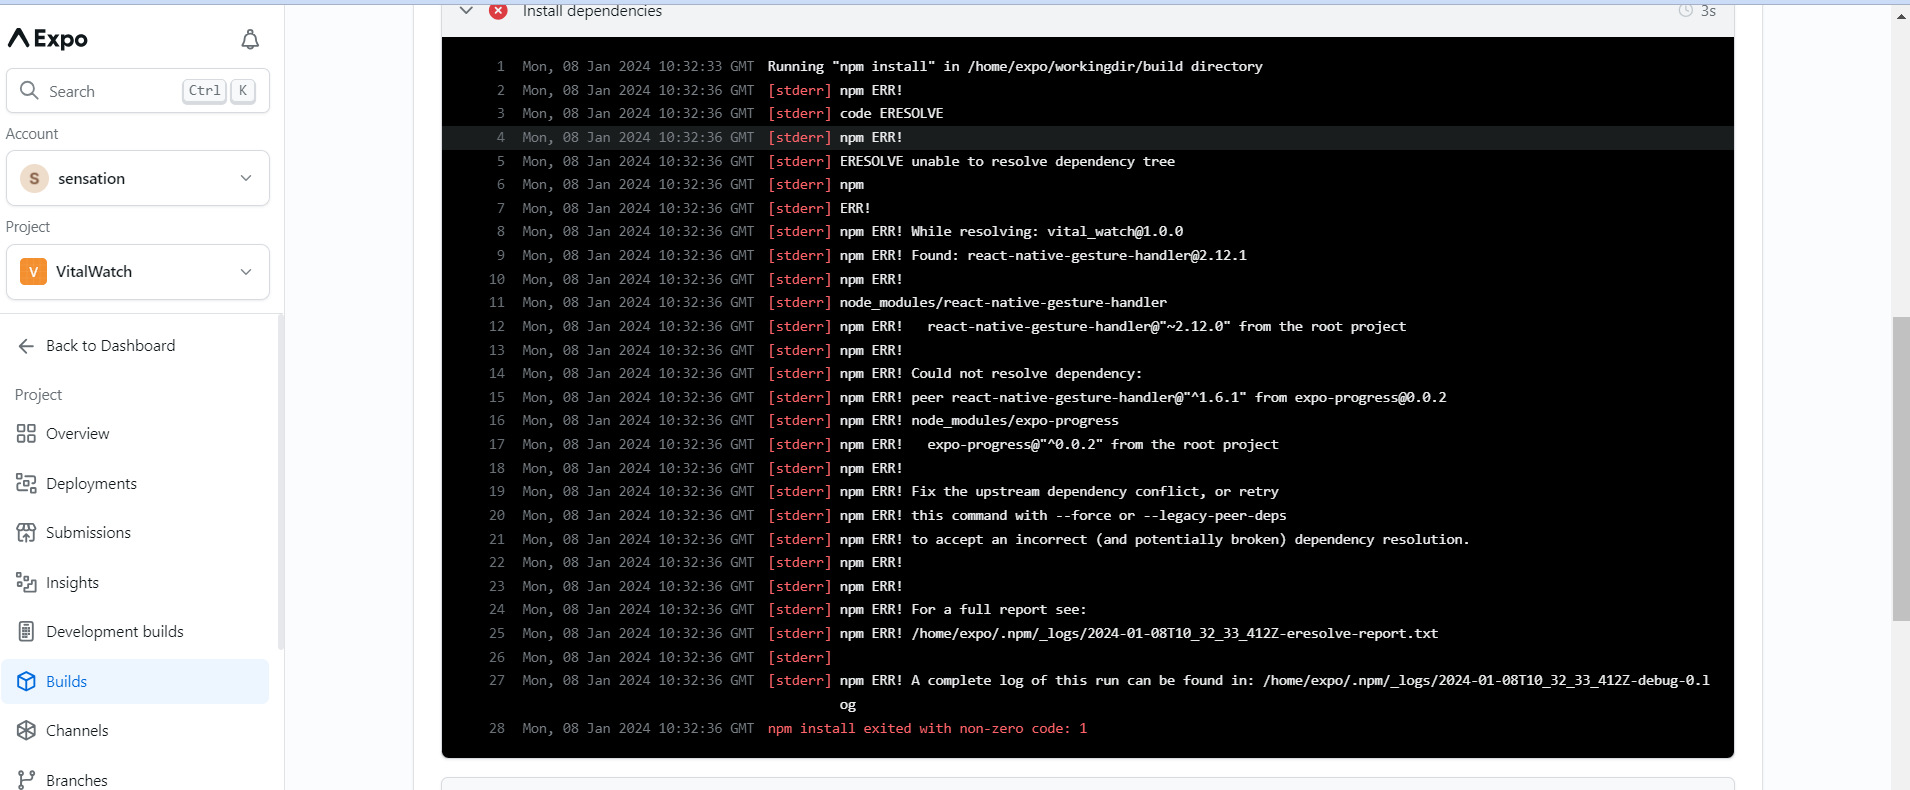 Expo
Search Ctrl K
Account
S sensation
Project
V VitalWatch
Back to Dashboard
Project
Overview
Deployments
Submissions
Insights
Development builds
Builds
Channels
Branches
Install dependencies 3s
1 Mon, 08 Jan 2024 10:32:33 GMT Running "npm install" in /home/expo/workingdir/build directory
2 Mon, 08 Jan 2024 10:32:36 GMT [stderr] npm ERR!
3 Mon, 08 Jan 2024 10:32:36 GMT [stderr] code ERESOLVE
4 Mon, 08 Jan 2024 10:32:36 GMT [stderr] npm ERR!
5 Mon, 08 Jan 2024 10:32:36 GMT [stderr] ERESOLVE unable to resolve dependency tree
6 Mon, 08 Jan 2024 10:32:36 GMT [stderr] npm
7 Mon, 08 Jan 2024 10:32:36 GMT [stderr] ERR!
8 Mon, 08 Jan 2024 10:32:36 GMT [stderr] npm ERR! While resolving: vital_watch@1.0.0
9 Mon, 08 Jan 2024 10:32:36 GMT [stderr] npm ERR! Found: react-native-gesture-handler@2.12.1
10 Mon, 08 Jan 2024 10:32:36 GMT [stderr] npm ERR!
11 Mon, 08 Jan 2024 10:32:36 GMT [stderr] node_modules/react-native-gesture-handler
12 Mon, 08 Jan 2024 10:32:36 GMT [stderr] npm ERR!   react-native-gesture-handler@"~2.12.0" from the root project
13 Mon, 08 Jan 2024 10:32:36 GMT [stderr] npm ERR!
14 Mon, 08 Jan 2024 10:32:36 GMT [stderr] npm ERR! Could not resolve dependency:
15 Mon, 08 Jan 2024 10:32:36 GMT [stderr] npm ERR! peer react-native-gesture-handler@"^1.6.1" from expo-progress@0.0.2
16 Mon, 08 Jan 2024 10:32:36 GMT [stderr] npm ERR! node_modules/expo-progress
17 Mon, 08 Jan 2024 10:32:36 GMT [stderr] npm ERR!   expo-progress@"^0.0.2" from the root project
18 Mon, 08 Jan 2024 10:32:36 GMT [stderr] npm ERR!
19 Mon, 08 Jan 2024 10:32:36 GMT [stderr] npm ERR! Fix the upstream dependency conflict, or retry
20 Mon, 08 Jan 2024 10:32:36 GMT [stderr] npm ERR! this command with --force or --legacy-peer-deps
21 Mon, 08 Jan 2024 10:32:36 GMT [stderr] npm ERR! to accept an incorrect (and potentially broken) dependency resolution.
22 Mon, 08 Jan 2024 10:32:36 GMT [stderr] npm ERR!
23 Mon, 08 Jan 2024 10:32:36 GMT [stderr] npm ERR!
24 Mon, 08 Jan 2024 10:32:36 GMT [stderr] npm ERR! For a full report see:
25 Mon, 08 Jan 2024 10:32:36 GMT [stderr] npm ERR! /home/expo/.npm/_logs/2024-01-08T10_32_33_412Z-eresolve-report.txt
26 Mon, 08 Jan 2024 10:32:36 GMT [stderr]
27 Mon, 08 Jan 2024 10:32:36 GMT [stderr] npm ERR! A complete log of this run can be found in: /home/expo/.npm/_logs/2024-01-08T10_32_33_412Z-debug-0.l
og
28 Mon, 08 Jan 2024 10:32:36 GMT npm install exited with non-zero code: 1